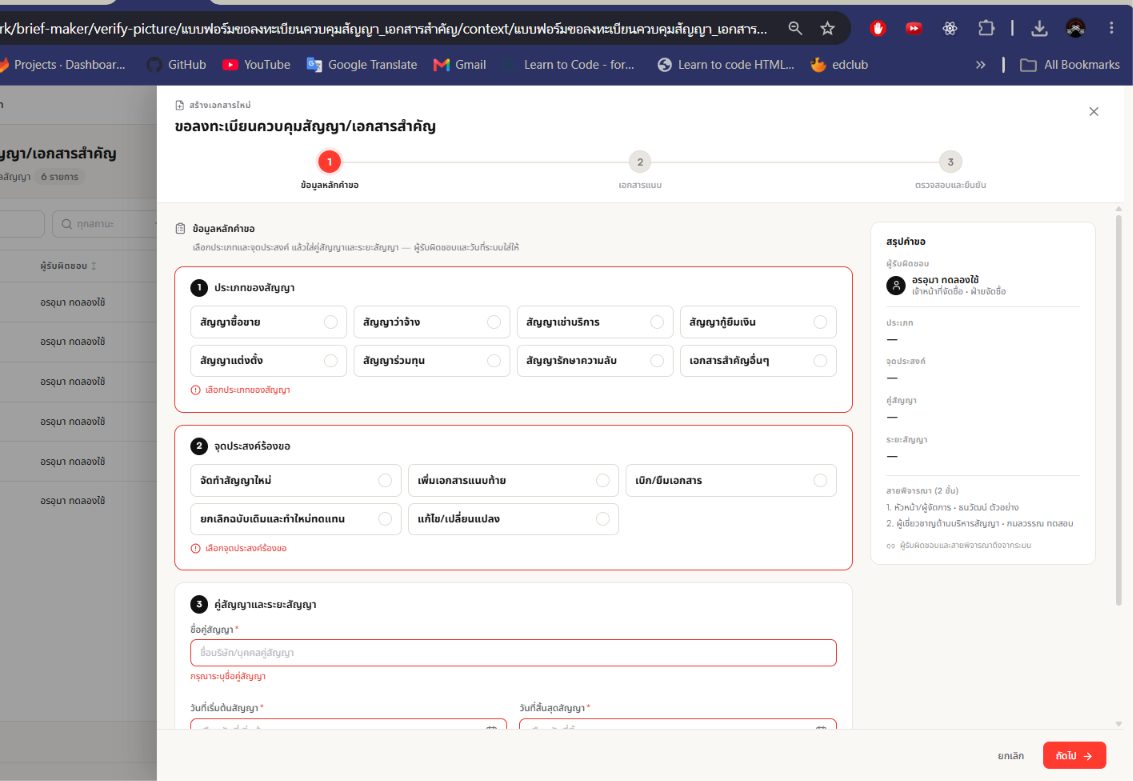 rk/brief-maker/verify-picture/แบบฟอร์มขอลงทะเบียนควบคุมสัญญา_เอกสารสำคัญ/context/แบบฟอร์มขอลงทะเบียนควบคุมสัญญา_เอกสาร...
Projects · Dashboar...
GitHub
YouTube
Google Translate
Gmail
Learn to Code - for...
Learn to code HTML...
edclub
All Bookmarks
ญญา/เอกสารสำคัญ
6 รายการ
ทุกสถานะ
ผู้รับผิดชอบ
อรอุมา ทดลองใช้
อรอุมา ทดลองใช้
อรอุมา ทดลองใช้
อรอุมา ทดลองใช้
อรอุมา ทดลองใช้
อรอุมา ทดลองใช้
สร้างเอกสารใหม่
ขอลงทะเบียนควบคุมสัญญา/เอกสารสำคัญ
1
2
3
ข้อมูลหลักคำขอ
เอกสารแนบ
ตรวจสอบและยืนยัน
ข้อมูลหลักคำขอ
เลือกประเภทและจุดประสงค์ แล้วใส่คู่สัญญาและระยะสัญญา — ผู้รับผิดชอบและวันที่ระบบใส่ให้
1 ประเภทของสัญญา
สัญญาซื้อขาย
สัญญาว่าจ้าง
สัญญาเช่าบริการ
สัญญากู้ยืมเงิน
สัญญาแต่งตั้ง
สัญญาร่วมทุน
สัญญารักษาความลับ
เอกสารสำคัญอื่นๆ
เลือกประเภทของสัญญา
2 จุดประสงค์ร้องขอ
จัดทำสัญญาใหม่
เพิ่มเอกสารแนบท้าย
เบิก/ยืมเอกสาร
ยกเลิกฉบับเดิมและทำใหม่ทดแทน
แก้ไข/เปลี่ยนแปลง
เลือกจุดประสงค์ร้องขอ
3 คู่สัญญาและระยะสัญญา
ชื่อคู่สัญญา*
ชื่อบริษัท/บุคคลคู่สัญญา
กรุณาระบุชื่อคู่สัญญา
วันที่เริ่มต้นสัญญา*
วันที่สิ้นสุดสัญญา*
สรุปคำขอ
ผู้รับผิดชอบ
อรอุมา ทดลองใช้
เจ้าหน้าที่จัดซื้อ · ฝ่ายจัดซื้อ
ประเภท
—
จุดประสงค์
—
คู่สัญญา
—
ระยะสัญญา
—
สายพิจารณา (2 ขั้น)
1. หัวหน้า/ผู้จัดการ · ธนวัฒน์ ตัวอย่าง
2. ผู้เชี่ยวชาญด้านบริหารสัญญา · กมลวรรณ ทดสอบ
ผู้รับผิดชอบและสายพิจารณาดึงจากระบบ
ยกเลิก
ถัดไป →